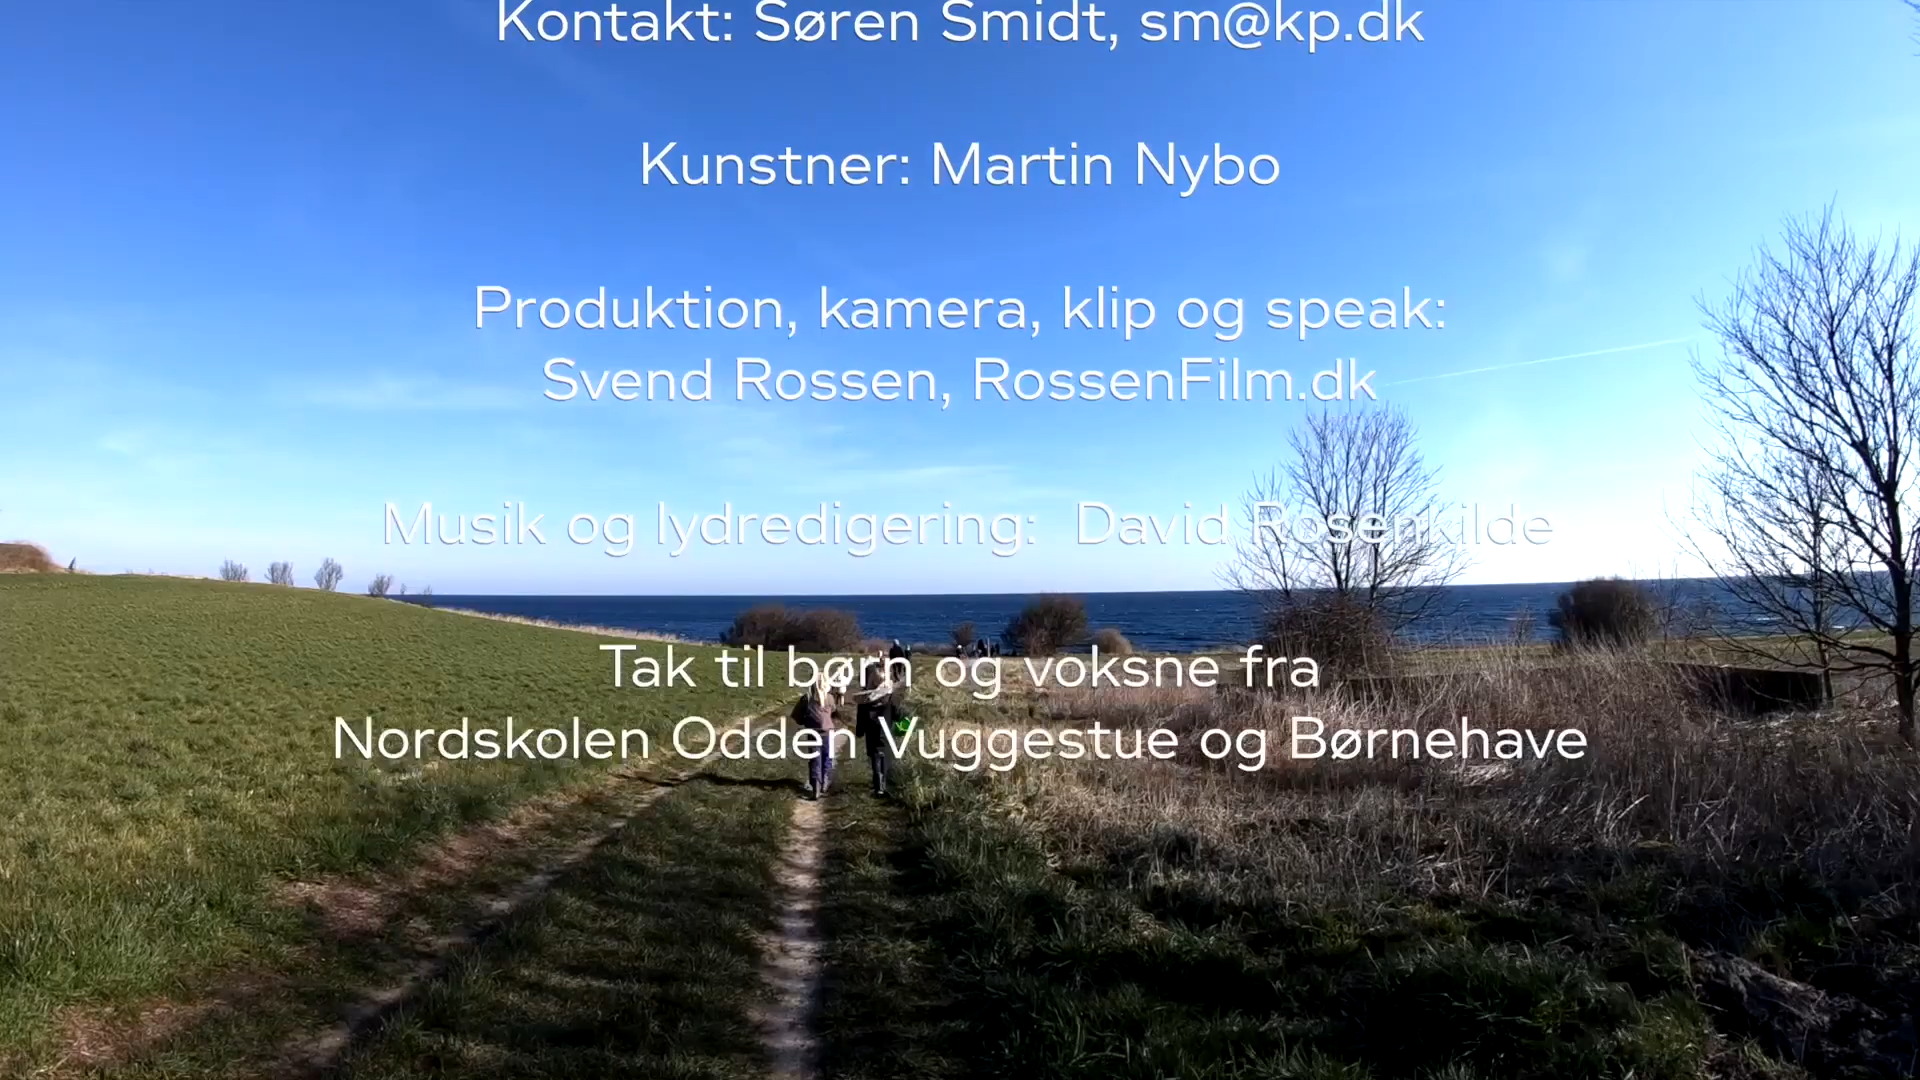 Kontakt: Søren Smidt, sm@kp.dk
Kunstner: Martin Nybo
Produktion, kamera, klip og speak:
Svend Rossen, RossenFilm.dk
Musik og lydredigering: David Rosenkilde
Tak til børn og voksne fra
Nordskolen Odden Vuggestue og Børnehave